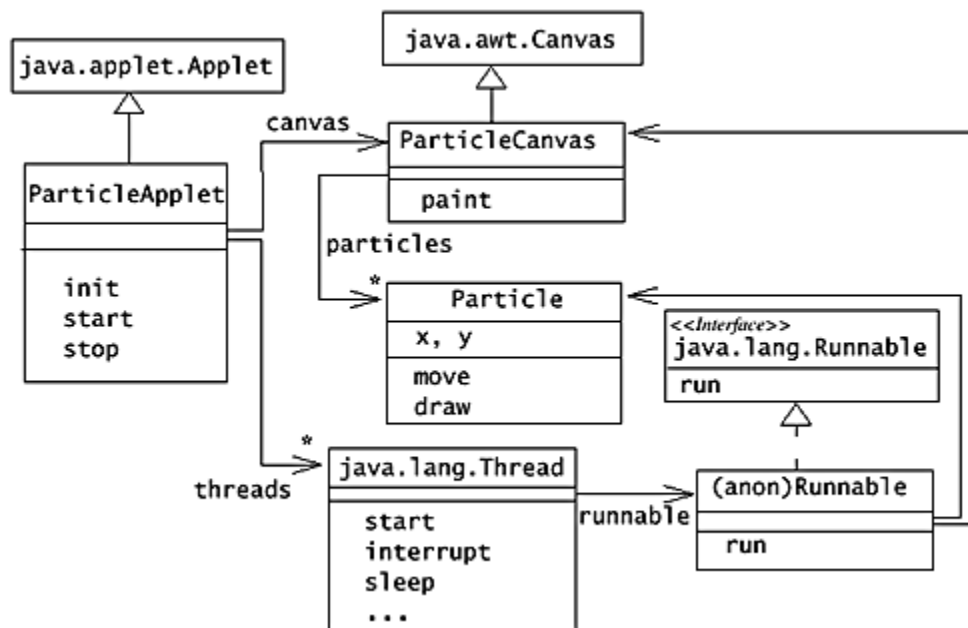 java.applet.Applet
java.awt.Canvas
canvas
ParticleApplet
init
start
stop
ParticleCanvas
paint
particles
*
Particle
x, y
move
draw
<<Interface>>
java.lang.Runnable
run
*
threads
java.lang.Thread
start
interrupt
sleep
...
runnable
(anon)Runnable
run